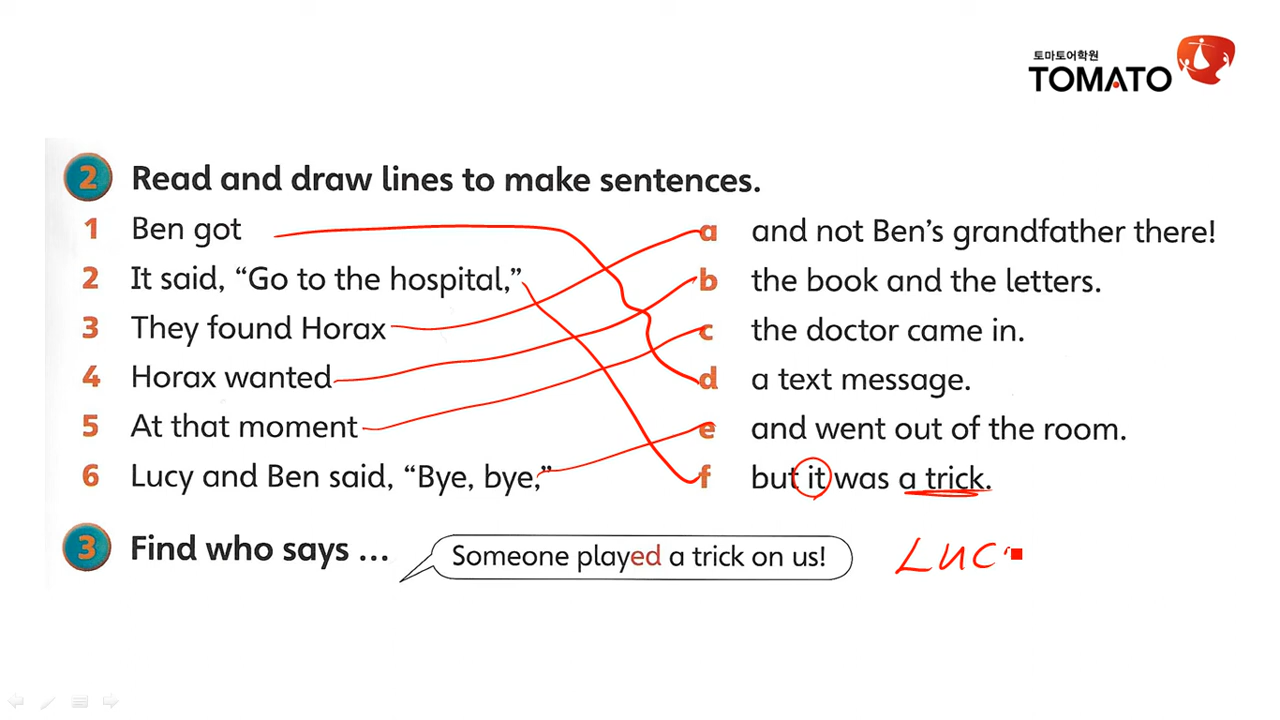 토마토어학원
TOMATO
2 Read and draw lines to make sentences.
1 Ben got
a and not Ben's grandfather there!
2 It said, "Go to the hospital,"
b the book and the letters.
3 They found Horax
c the doctor came in.
4 Horax wanted
d a text message.
5 At that moment
e and went out of the room.
6 Lucy and Ben said, "Bye, bye,"
f but it was a trick.
3 Find who says ...
Someone played a trick on us!
LUC